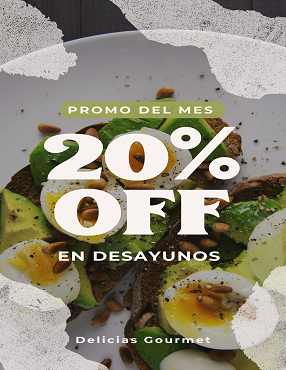 PROMO DEL MES
20%
OFF
EN DESAYUNOS
Delicias Gourmet